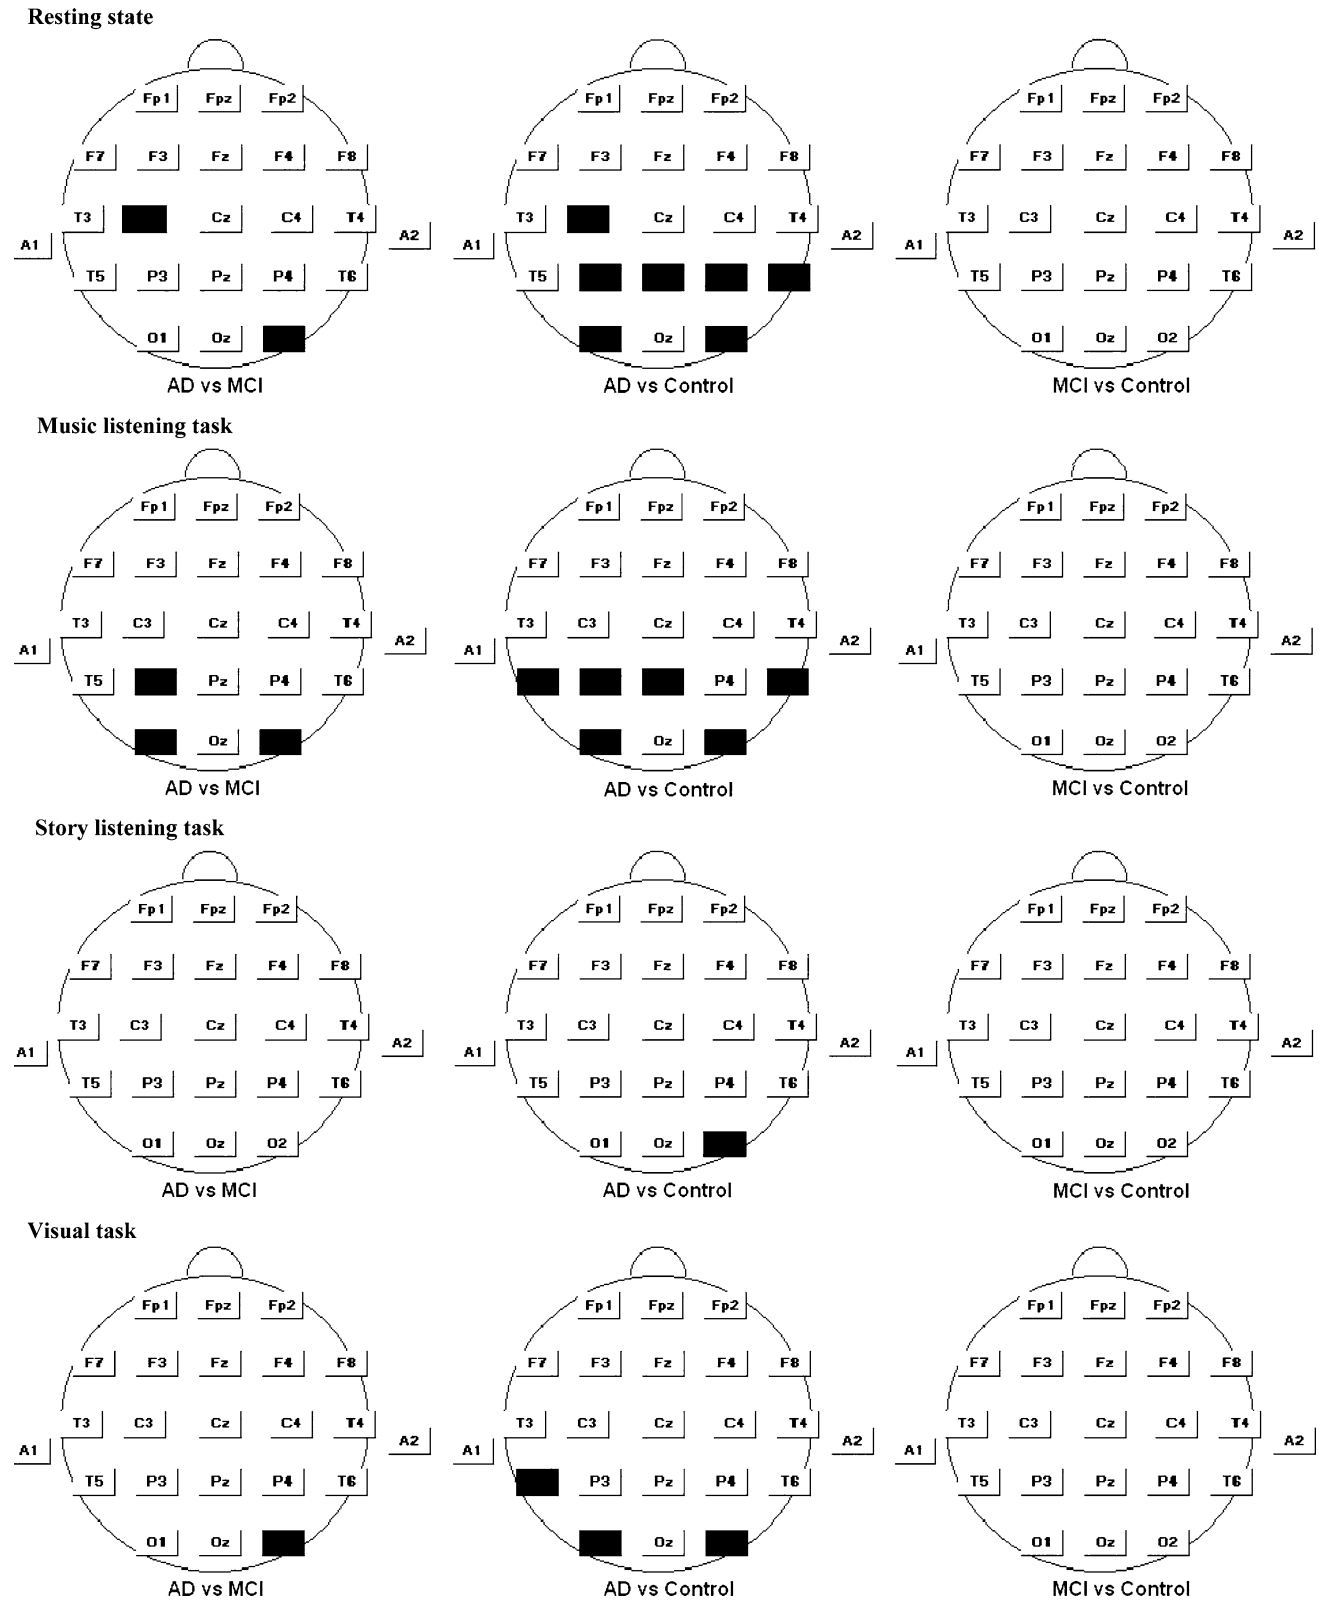 Resting state
Fp1 Fpz Fp2 Fp1 Fpz Fp2 Fp1 Fpz Fp2
F7 F3 Fz F4 F8 F7 F3 Fz F4 F8 F7 F3 Fz F4 F8
T3 Cz C4 T4 T3 Cz C4 T4 T3 C3 Cz C4 T4
A1 A2 A1 A2 A1 A2
T5 P3 Pz P4 T6 T5 T5 P3 Pz P4 T6
O1 Oz Oz O1 Oz O2
AD vs MCI AD vs Control MCI vs Control
Music listening task
Fp1 Fpz Fp2 Fp1 Fpz Fp2 Fp1 Fpz Fp2
F7 F3 Fz F4 F8 F7 F3 Fz F4 F8 F7 F3 Fz F4 F8
T3 C3 Cz C4 T4 T3 C3 Cz C4 T4 T3 C3 Cz C4 T4
A1 A2 A1 A2 A1 A2
T5 Pz P4 T6 P4 T5 P3 Pz P4 T6
Oz Oz O1 Oz O2
AD vs MCI AD vs Control MCI vs Control
Story listening task
Fp1 Fpz Fp2 Fp1 Fpz Fp2 Fp1 Fpz Fp2
F7 F3 Fz F4 F8 F7 F3 Fz F4 F8 F7 F3 Fz F4 F8
T3 C3 Cz C4 T4 T3 C3 Cz C4 T4 T3 C3 Cz C4 T4
A1 A2 A1 A2 A1 A2
T5 P3 Pz P4 T6 T5 P3 Pz P4 T6 T5 P3 Pz P4 T6
O1 Oz O2 O1 Oz O1 Oz O2
AD vs MCI AD vs Control MCI vs Control
Visual task
Fp1 Fpz Fp2 Fp1 Fpz Fp2 Fp1 Fpz Fp2
F7 F3 Fz F4 F8 F7 F3 Fz F4 F8 F7 F3 Fz F4 F8
T3 C3 Cz C4 T4 T3 C3 Cz C4 T4 T3 C3 Cz C4 T4
A1 A2 A1 A2 A1 A2
T5 P3 Pz P4 T6 P3 Pz P4 T6 T5 P3 Pz P4 T6
O1 Oz Oz O1 Oz O2
AD vs MCI AD vs Control MCI vs Control